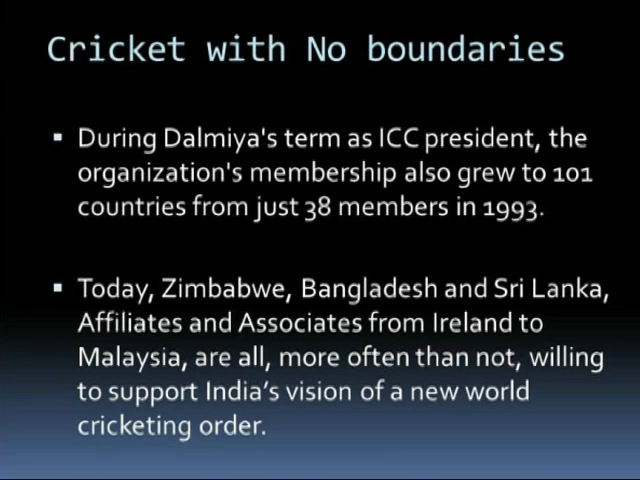 Cricket with No boundaries
▪ During Dalmiya's term as ICC president, the
organization's membership also grew to 101
countries from just 38 members in 1993.
▪ Today, Zimbabwe, Bangladesh and Sri Lanka,
Affiliates and Associates from Ireland to
Malaysia, are all, more often than not, willing
to support India’s vision of a new world
cricketing order.